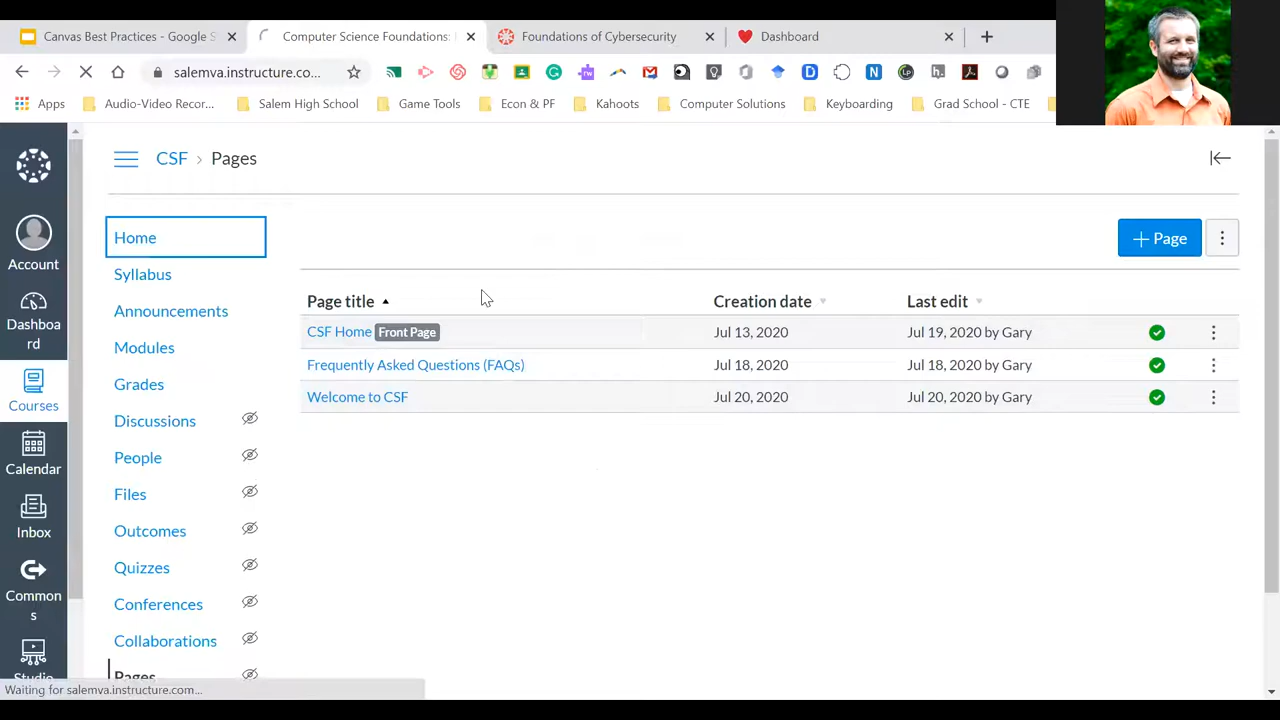 Canvas Best Practices - Google S
Computer Science Foundations:
Foundations of Cybersecurity
Dashboard
salemva.instructure.co...
Apps
Audio-Video Recor...
Salem High School
Game Tools
Econ & PF
Kahoots
Computer Solutions
Keyboarding
Grad School - CTE
CSF > Pages
Account
Dashboa
rd
Courses
Calendar
Inbox
Common
s
Studio
Home
Syllabus
Announcements
Modules
Grades
Discussions
People
Files
Outcomes
Quizzes
Conferences
Collaborations
Pages
+ Page
Page title Creation date Last edit
CSF Home Front Page Jul 13, 2020 Jul 19, 2020 by Gary
Frequently Asked Questions (FAQs) Jul 18, 2020 Jul 18, 2020 by Gary
Welcome to CSF Jul 20, 2020 Jul 20, 2020 by Gary
Waiting for salemva.instructure.com...